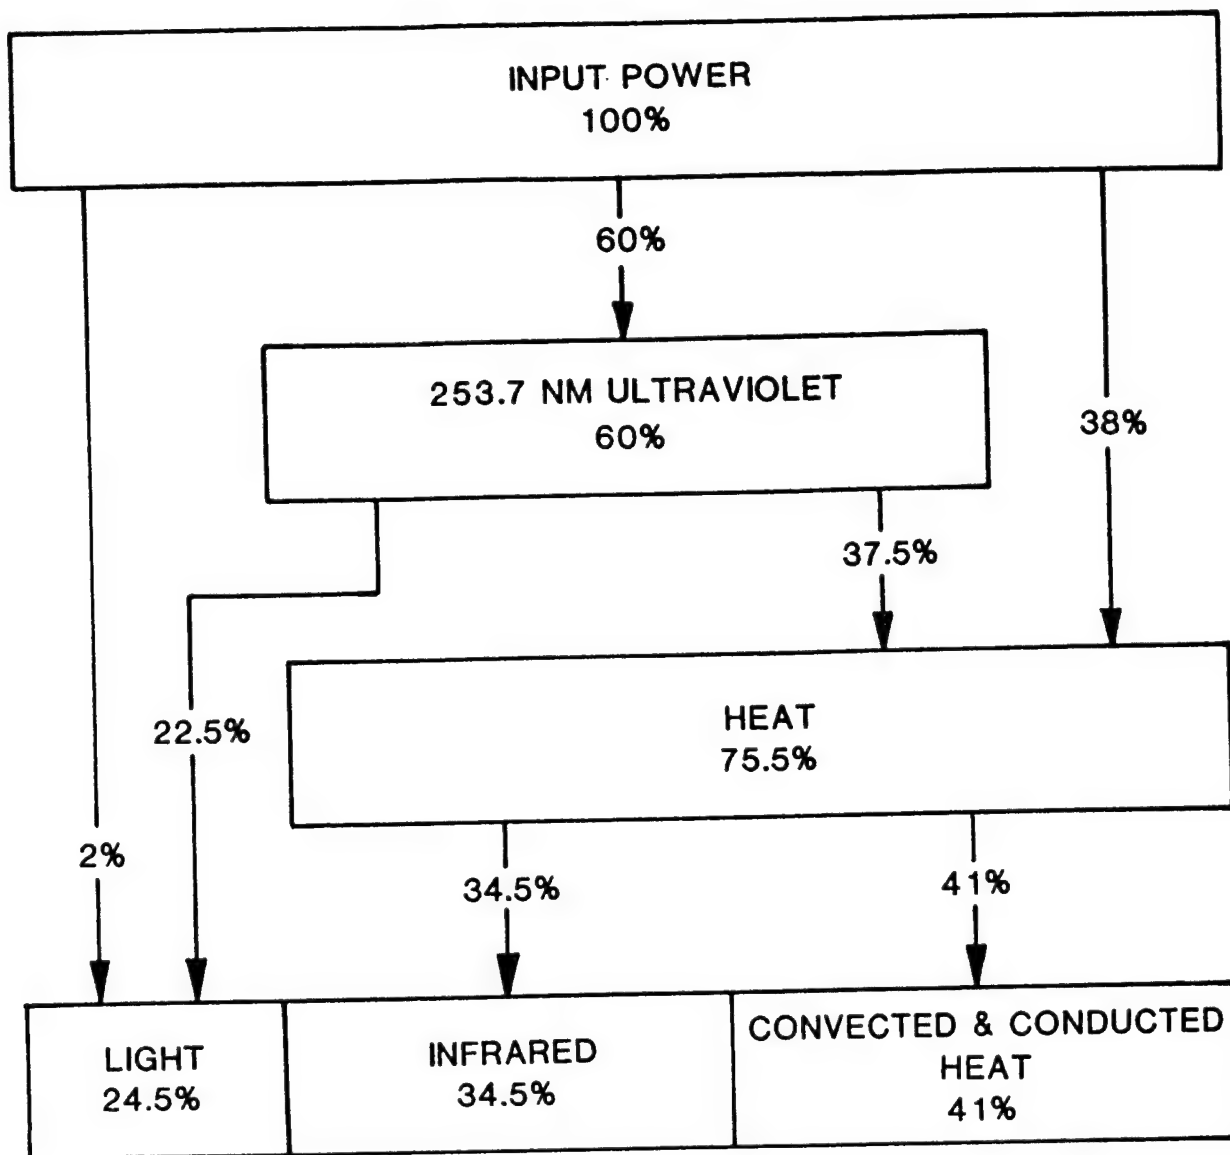 INPUT POWER
100%
60%
253.7 NM ULTRAVIOLET
60%
38%
37.5%
22.5%
HEAT
75.5%
2%
34.5%
41%
LIGHT
24.5%
INFRARED
34.5%
CONVECTED & CONDUCTED
HEAT
41%